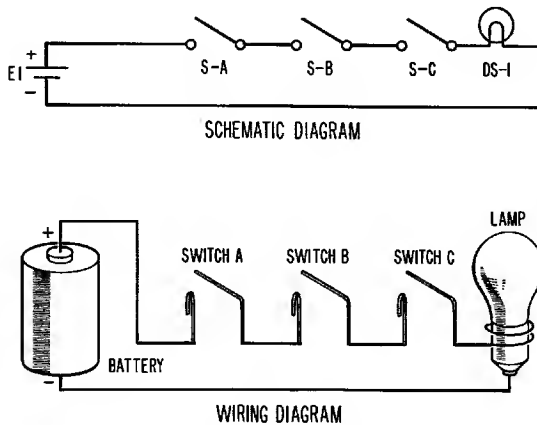 +
E1
-
S-A S-B S-C DS-1
SCHEMATIC DIAGRAM
LAMP
+
SWITCH A SWITCH B SWITCH C
BATTERY
-
WIRING DIAGRAM